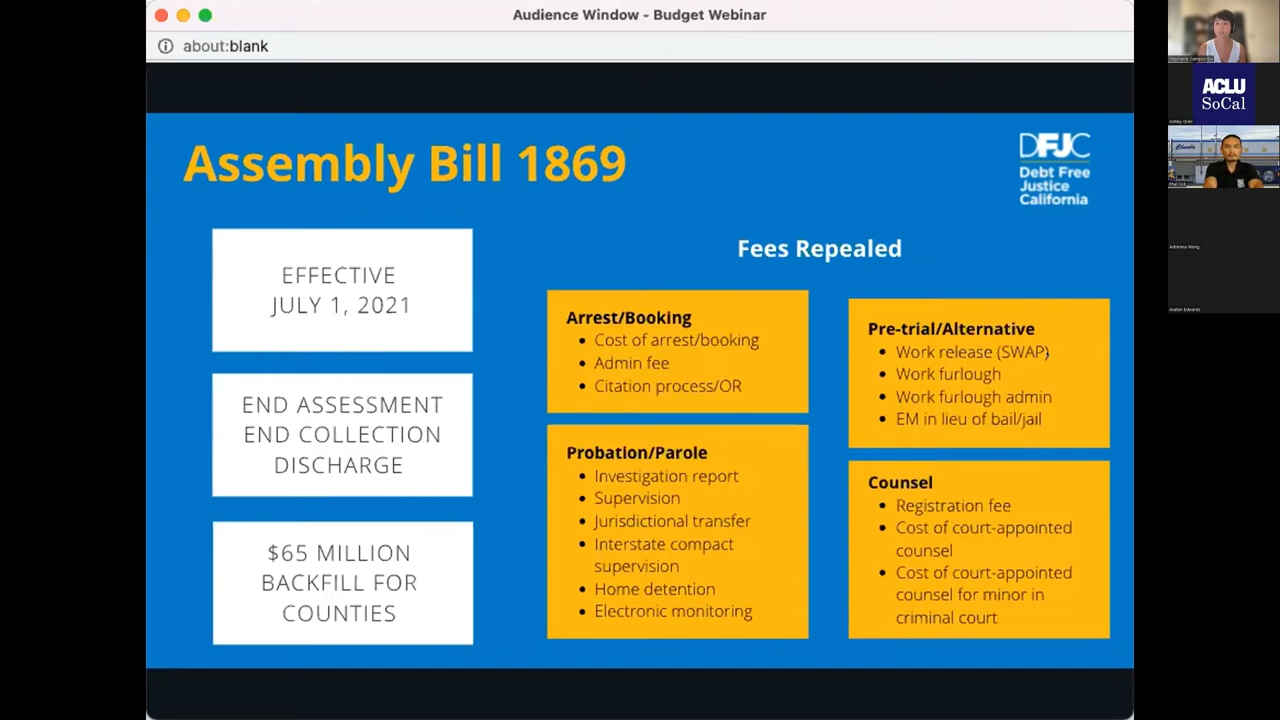 Audience Window - Budget Webinar
about:blank
Assembly Bill 1869
DFJC
Debt Free
Justice
California
EFFECTIVE
JULY 1, 2021
END ASSESSMENT
END COLLECTION
DISCHARGE
$65 MILLION
BACKFILL FOR
COUNTIES
Fees Repealed
Arrest/Booking
• Cost of arrest/booking
• Admin fee
• Citation process/OR
Probation/Parole
• Investigation report
• Supervision
• Jurisdictional transfer
• Interstate compact
supervision
• Home detention
• Electronic monitoring
Pre-trial/Alternative
• Work release (SWAP)
• Work furlough
• Work furlough admin
• EM in lieu of bail/jail
Counsel
• Registration fee
• Cost of court-appointed
counsel
• Cost of court-appointed
counsel for minor in
criminal court
ACLU
SoCal
Adrienne Wong